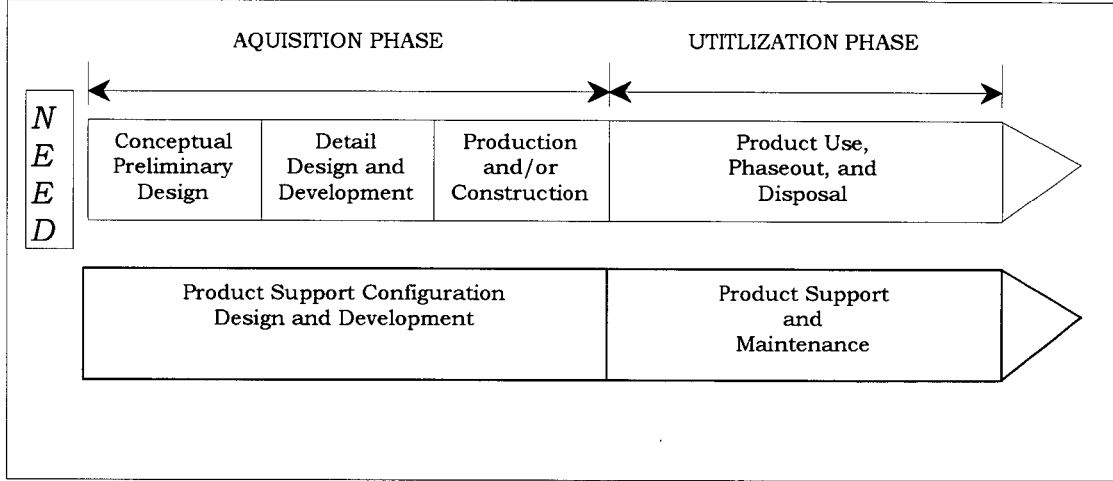 AQUISITION PHASE
UTITLIZATION PHASE
NEED
Conceptual
Preliminary
Design
Detail
Design and
Development
Production
and/or
Construction
Product Use,
Phaseout, and
Disposal
Product Support Configuration
Design and Development
Product Support
and
Maintenance